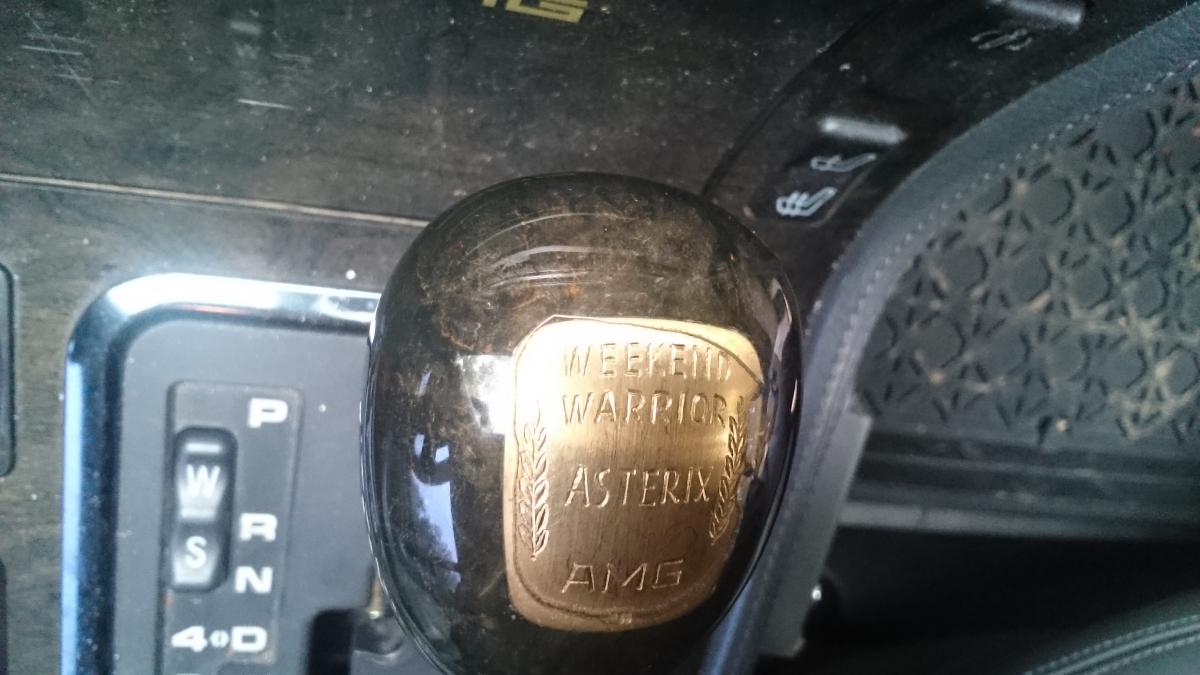 WEEKEND
WARRIOR
ASTERIX
AMG
P
W
R
S
N
4 D